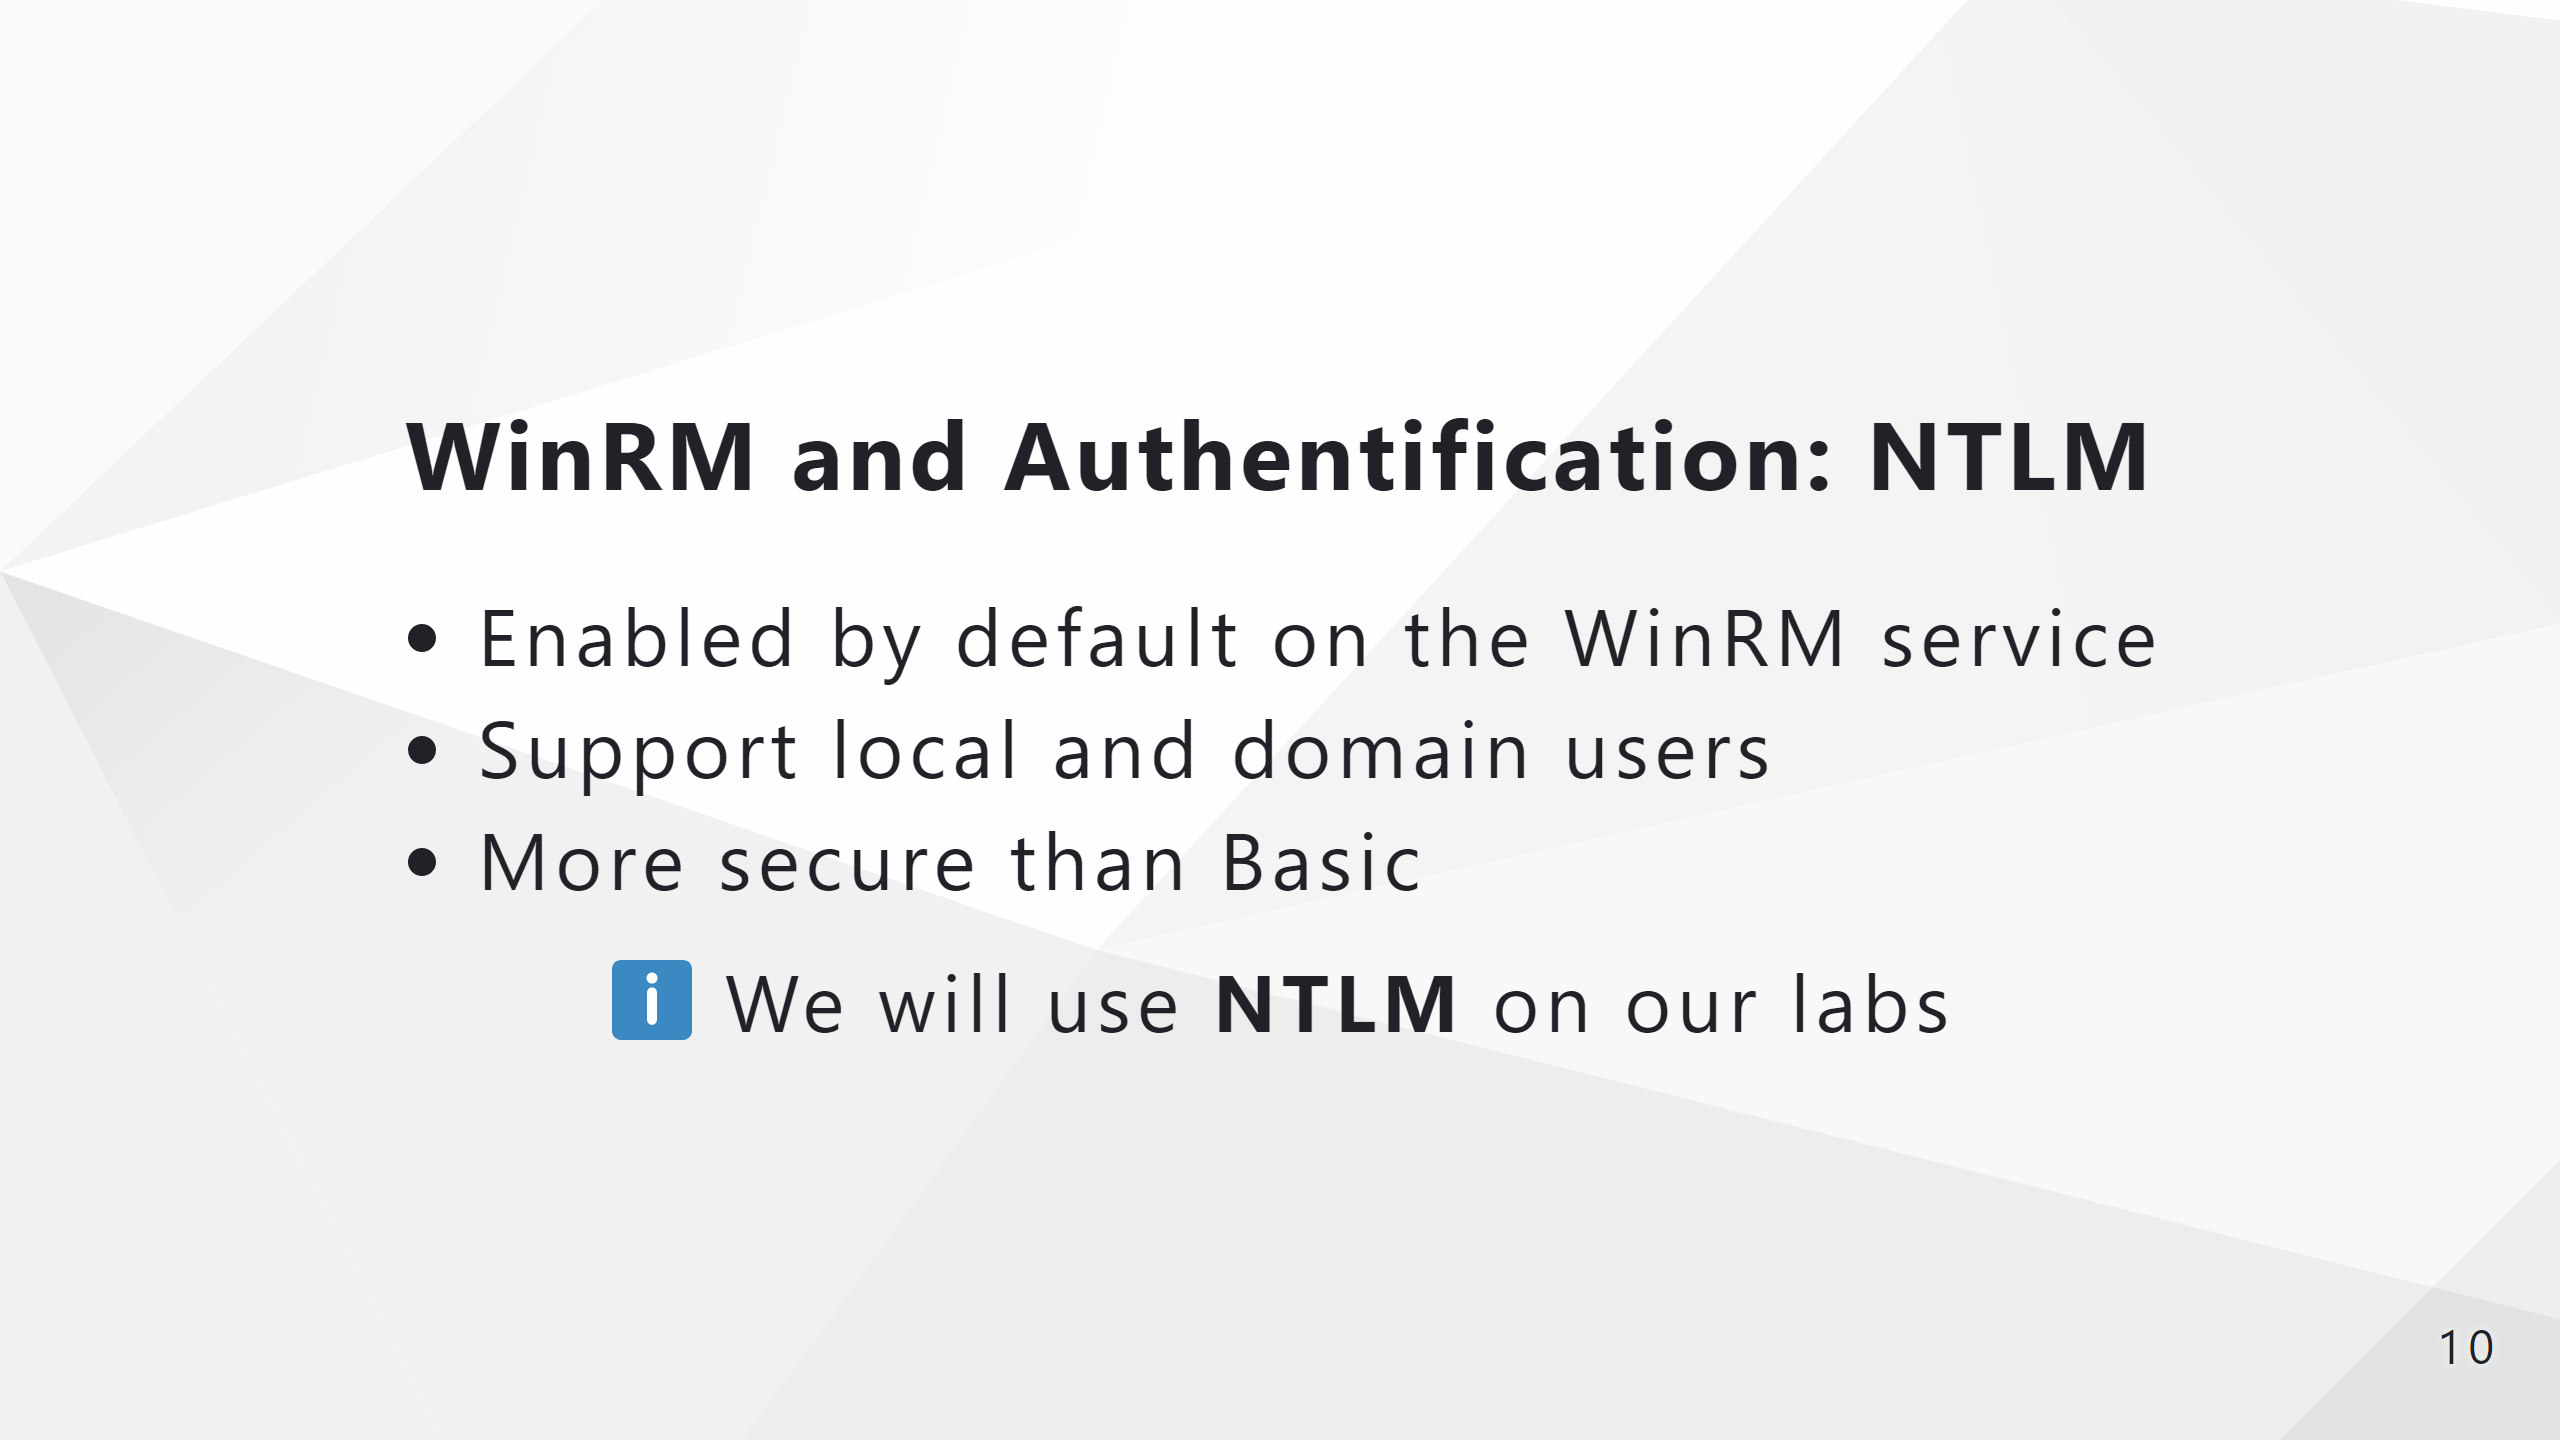 WinRM and Authentification: NTLM
• Enabled by default on the WinRM service
• Support local and domain users
• More secure than Basic
ℹ️ We will use NTLM on our labs
10